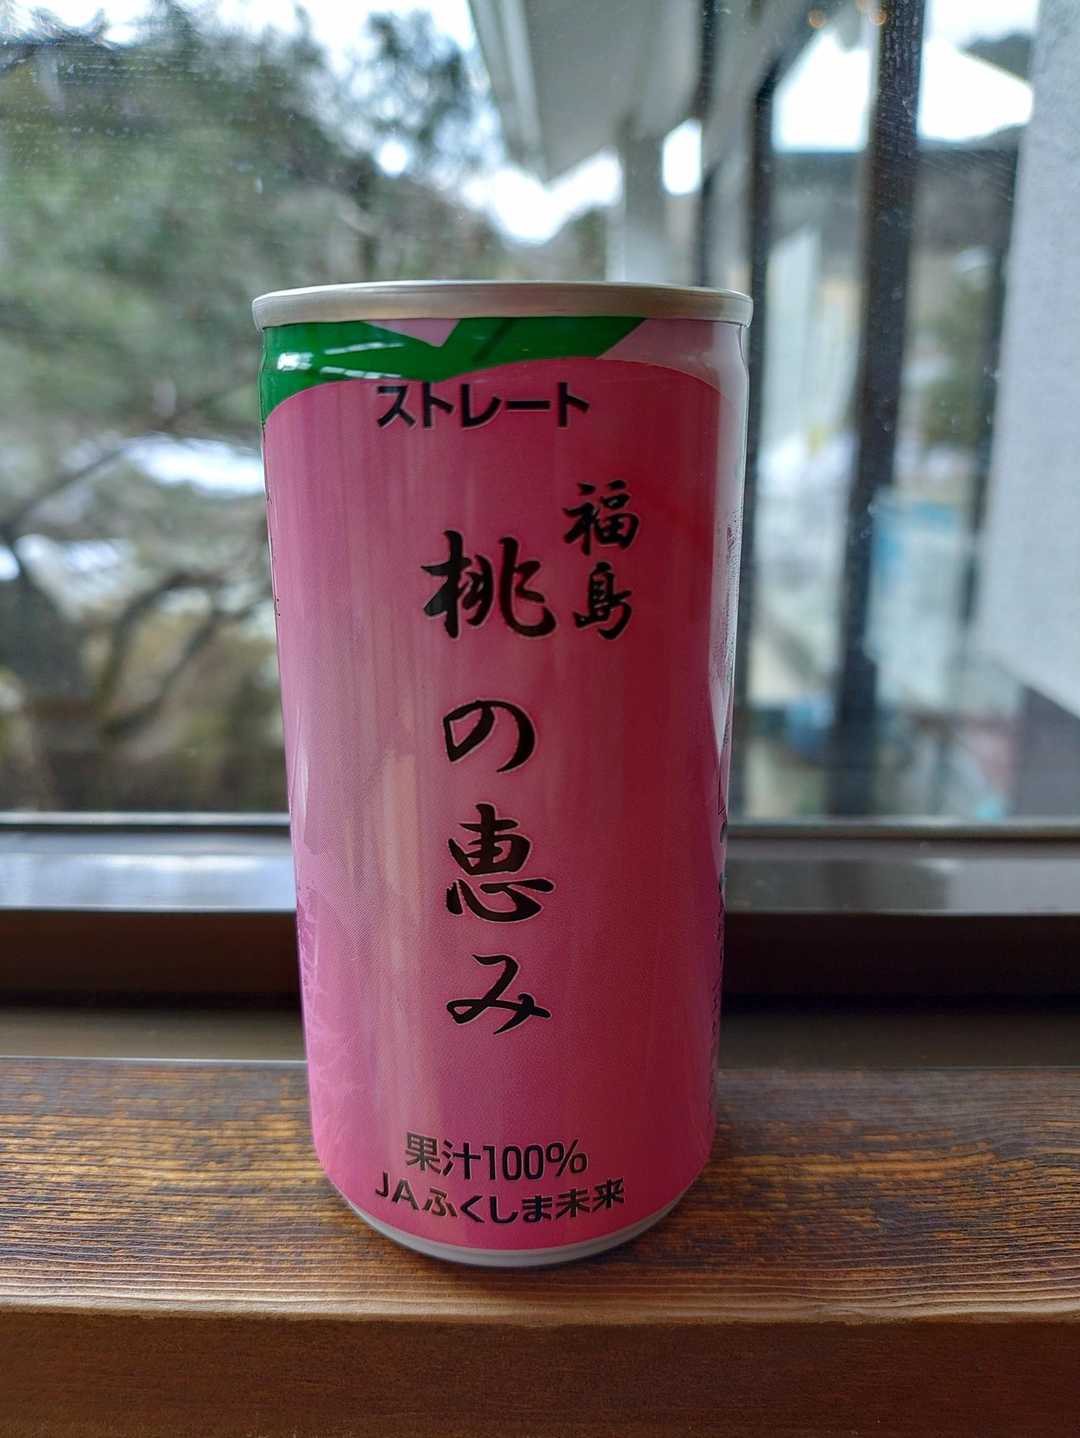 ストレート
福島
桃の恵み
果汁100%
JAふくしま未来